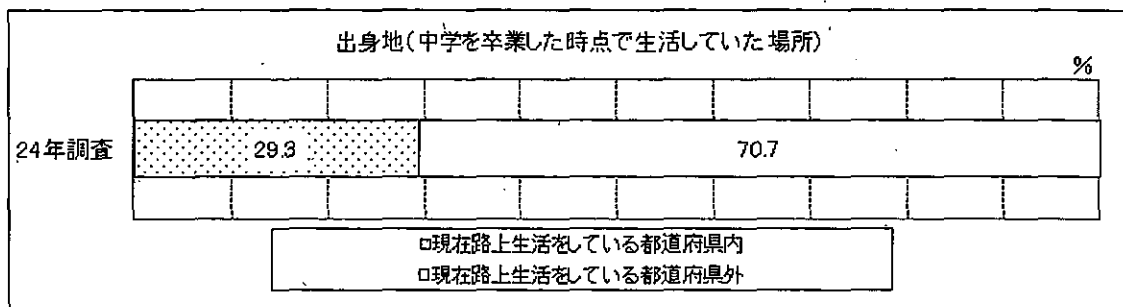 出身地(中学を卒業した時点で生活していた場所)
%
24年調査
29.3
70.7
□現在路上生活をしている都道府県内
□現在路上生活をしている都道府県外